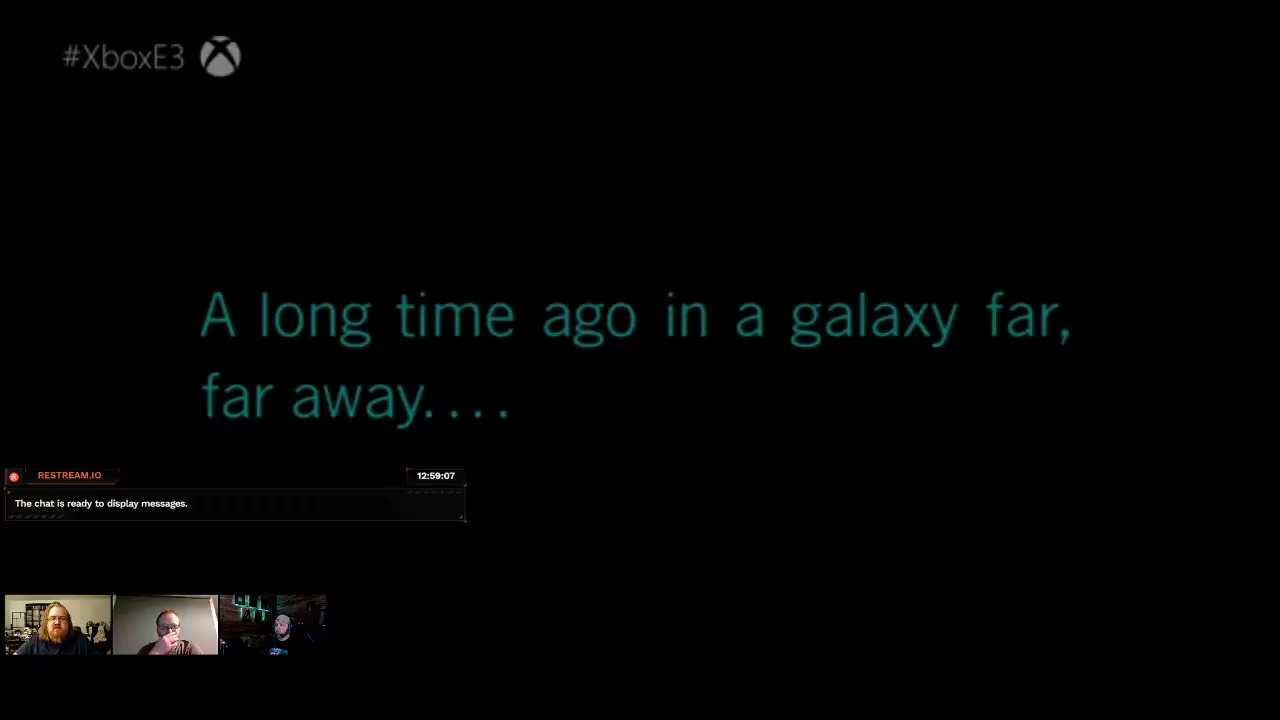 #XboxE3
A long time ago in a galaxy far,
far away....
RESTREAM.IO
12:59:07
The chat is ready to display messages.